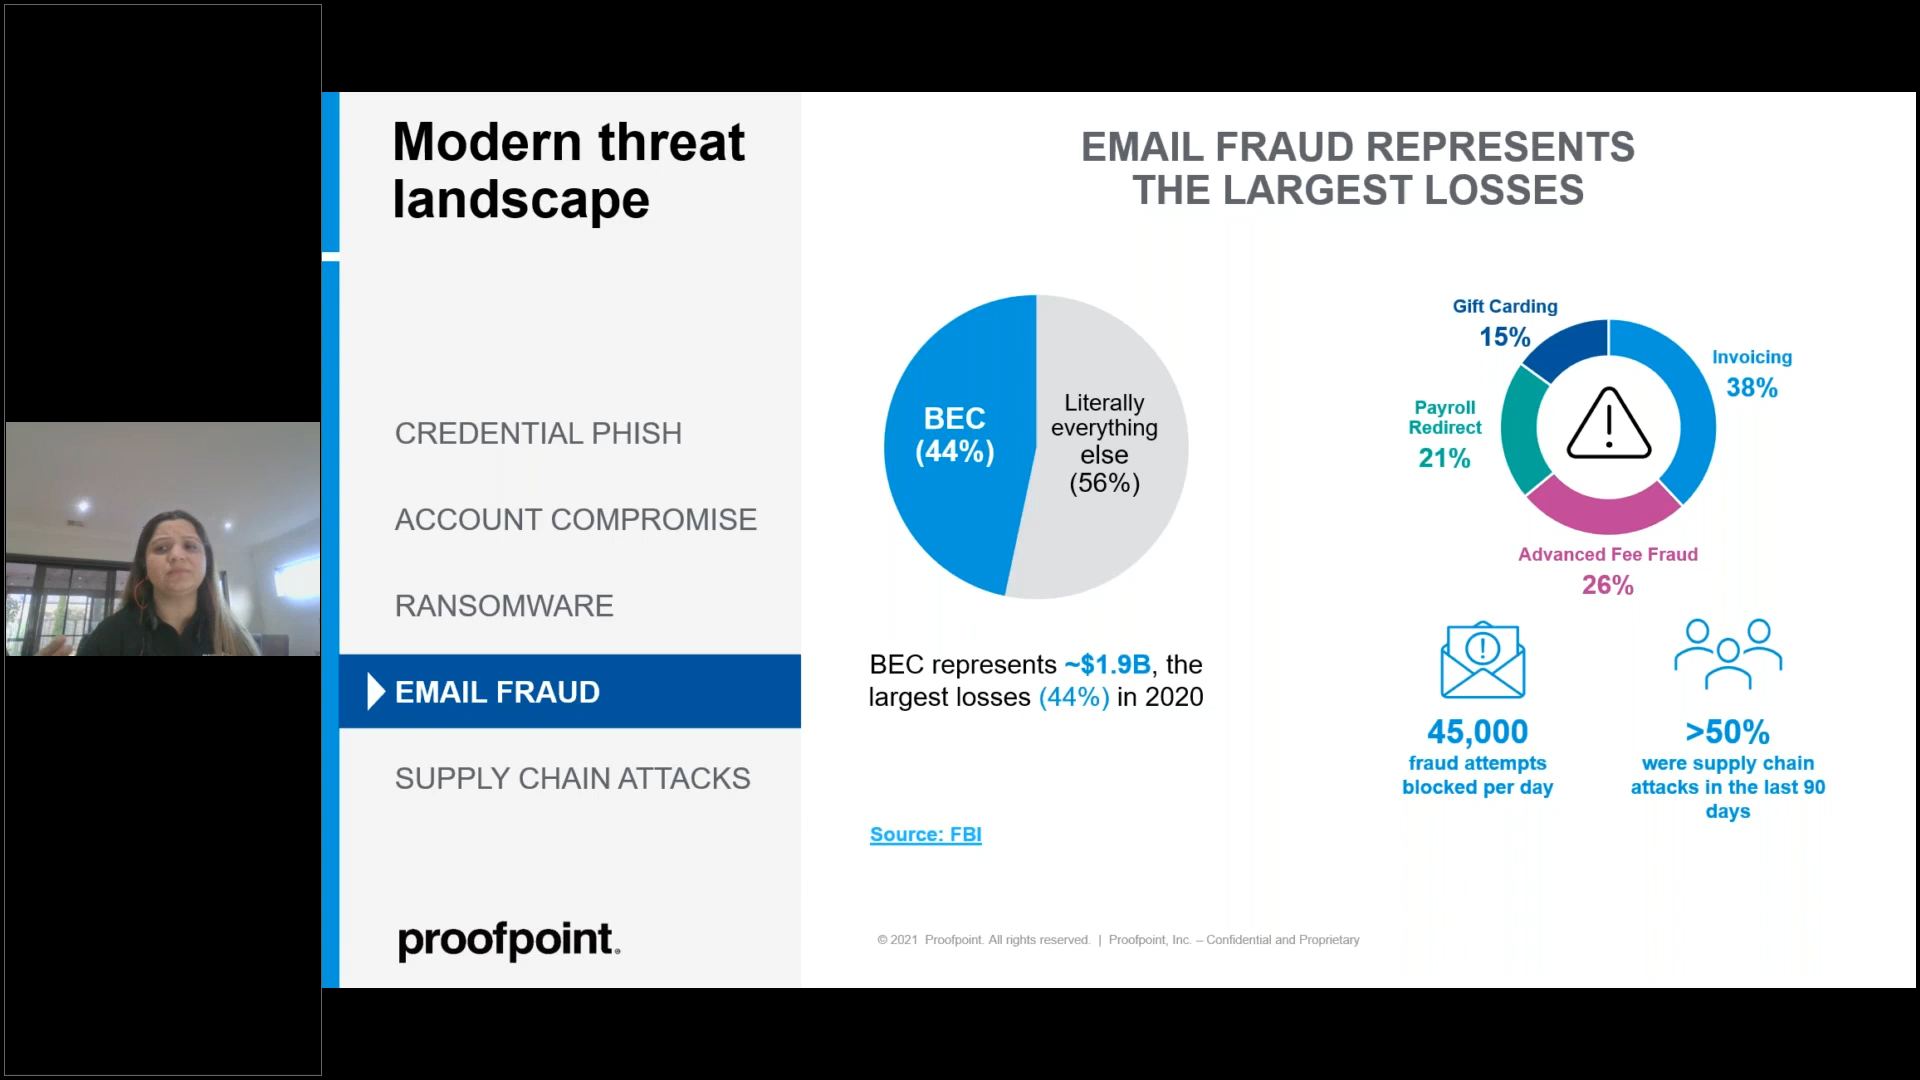 Modern threat
landscape
CREDENTIAL PHISH
ACCOUNT COMPROMISE
RANSOMWARE
EMAIL FRAUD
SUPPLY CHAIN ATTACKS
proofpoint
EMAIL FRAUD REPRESENTS
THE LARGEST LOSSES
BEC
(44%)
Literally
everything
else
(56%)
BEC represents ~$1.9B, the
largest losses (44%) in 2020
Source: FBI
Gift Carding
15%
Invoicing
38%
Payroll
Redirect
21%
Advanced Fee Fraud
26%
45,000
fraud attempts
blocked per day
>50%
were supply chain
attacks in the last 90
days
© 2021 Proofpoint. All rights reserved. | Proofpoint, Inc. – Confidential and Proprietary